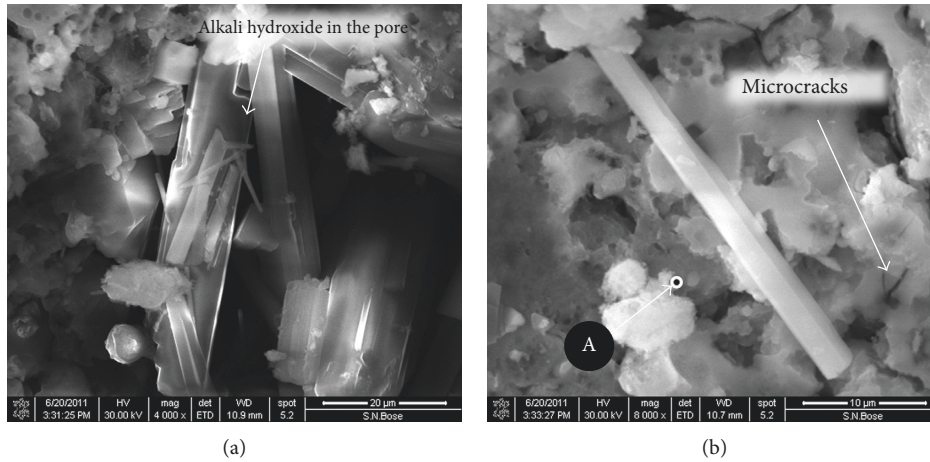 Alkali hydroxide in the pore
Microcracks
A
6/20/2011 HV mag det WD spot
3:31:25 PM 30.00 kV 4 000 x ETD 10.9 mm 5.2
20 µm
S.N.Bose
6/20/2011 HV mag det WD spot
3:33:27 PM 30.00 kV 8 000 x ETD 10.7 mm 5.2
10 µm
S.N.Bose
(a)
(b)